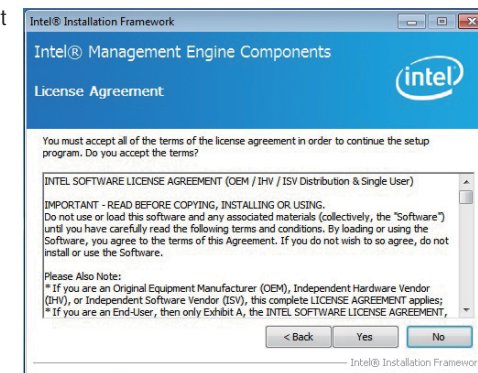 t
Intel® Installation Framework
Intel® Management Engine Components
License Agreement
intel
You must accept all of the terms of the license agreement in order to continue the setup
program. Do you accept the terms?
INTEL SOFTWARE LICENSE AGREEMENT (OEM / IHV / ISV Distribution & Single User)
IMPORTANT - READ BEFORE COPYING, INSTALLING OR USING.
Do not use or load this software and any associated materials (collectively, the "Software")
until you have carefully read the following terms and conditions. By loading or using the
Software, you agree to the terms of this Agreement. If you do not wish to so agree, do not
install or use the Software.
Please Also Note:
* If you are an Original Equipment Manufacturer (OEM), Independent Hardware Vendor
(IHV), or Independent Software Vendor (ISV), this complete LICENSE AGREEMENT applies;
* If you are an End-User, then only Exhibit A, the INTEL SOFTWARE LICENSE AGREEMENT,
< Back Yes No
Intel® Installation Framewor